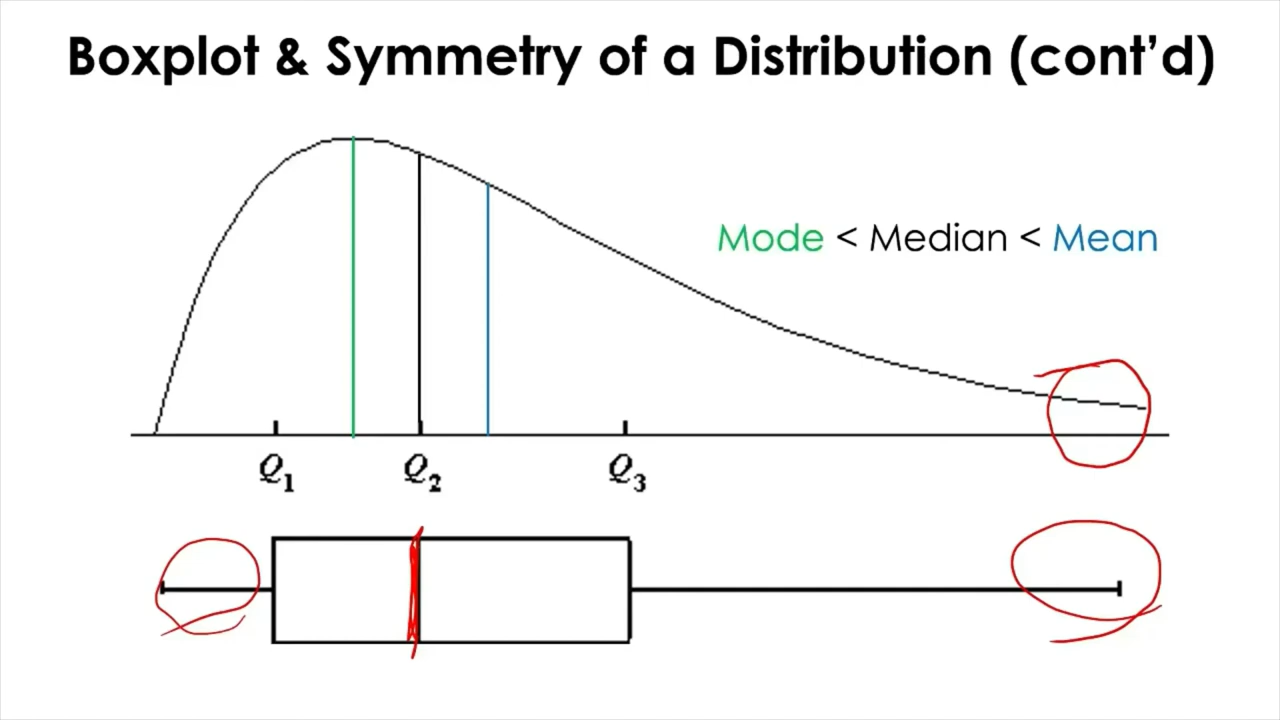 Boxplot & Symmetry of a Distribution (cont’d)
Mode < Median < Mean
Q1 Q2 Q3